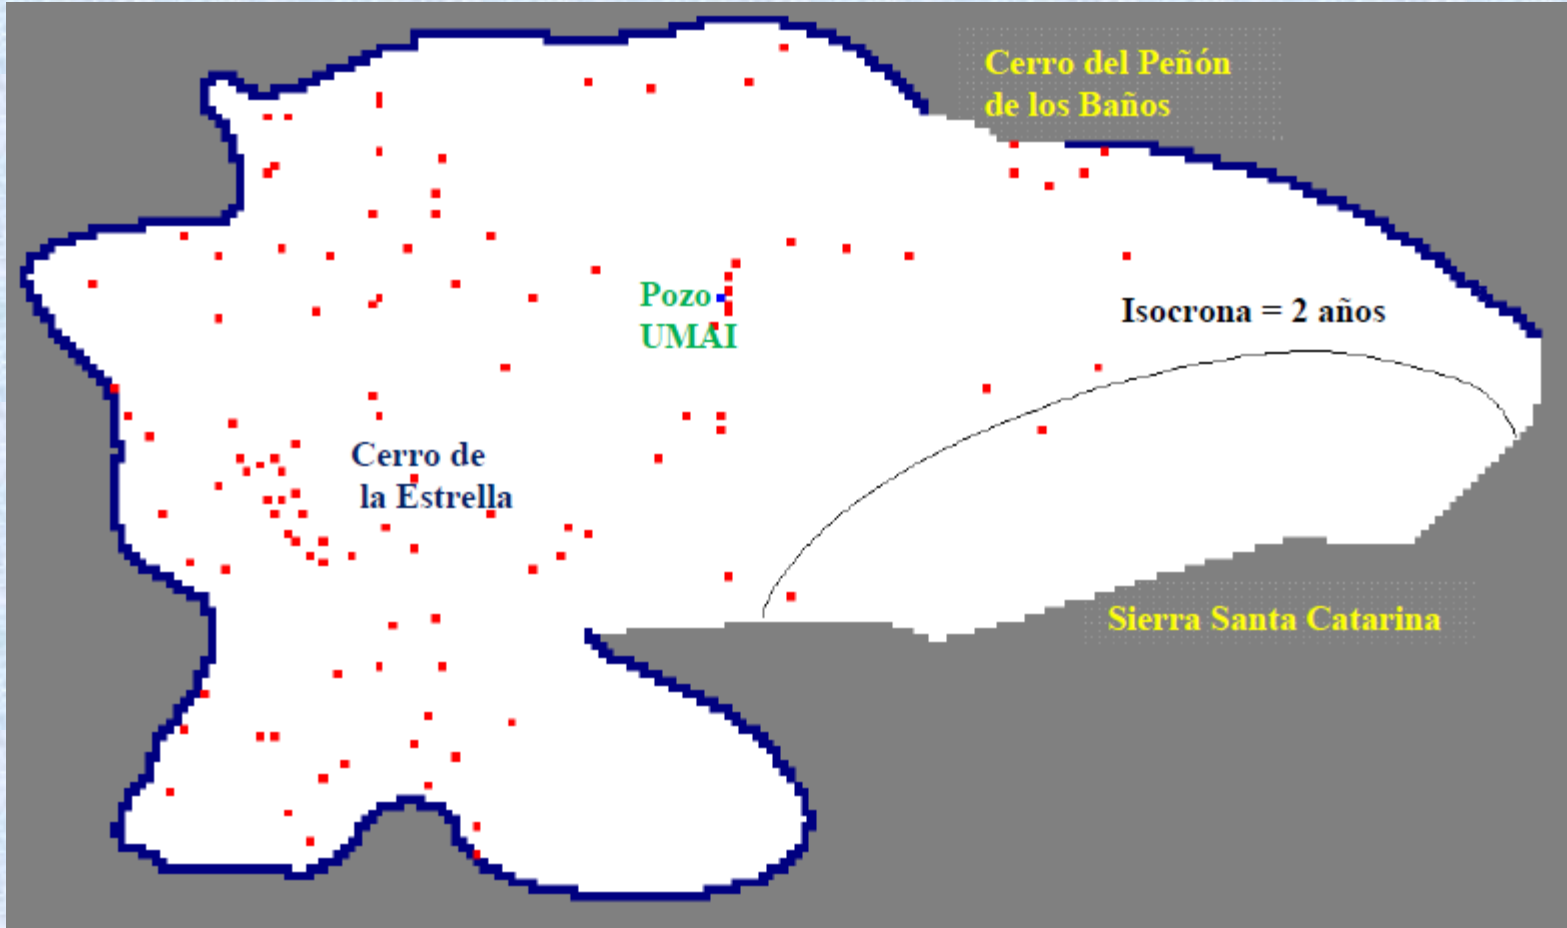 Cerro del Peñón
de los Baños
Pozo
UMAI
Isocrona = 2 años
Cerro de
la Estrella
Sierra Santa Catarina